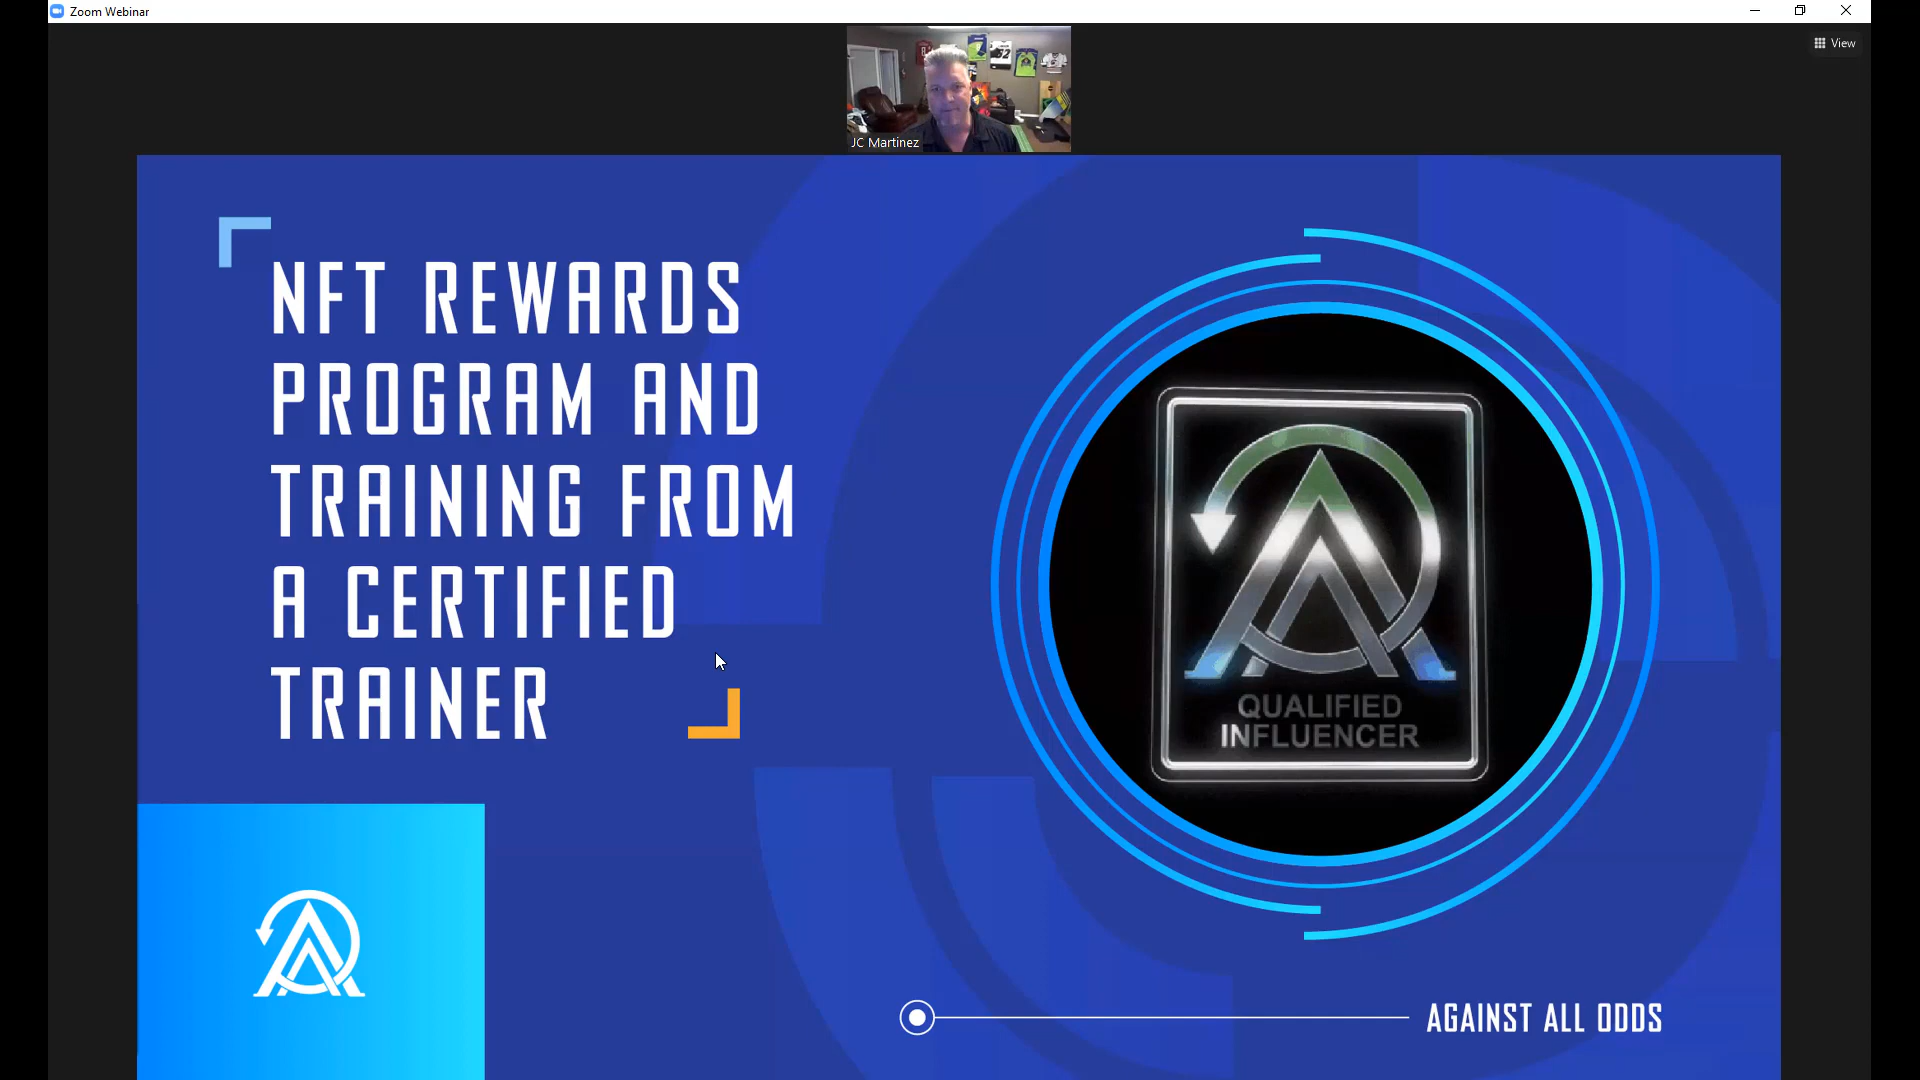 Zoom Webinar
View
JC Martinez
NFT REWARDS
PROGRAM AND
TRAINING FROM
A CERTIFIED
TRAINER
QUALIFIED
INFLUENCER
AGAINST ALL ODDS